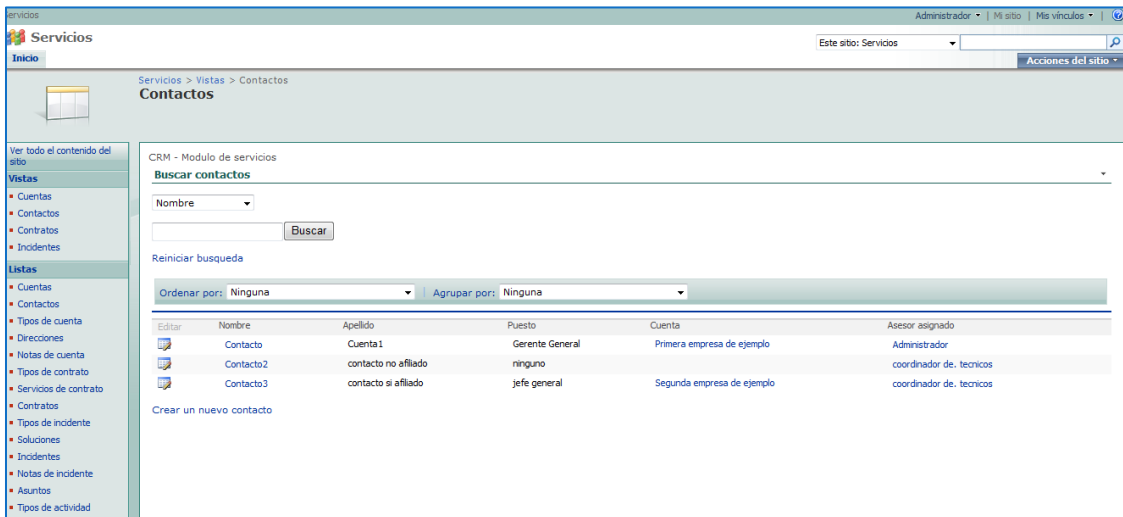 Servicios
Administrador | Mi sitio | Mis vínculos |
Servicios
Este sitio: Servicios
Inicio
Acciones del sitio
Servicios > Vistas > Contactos
Contactos
Ver todo el contenido del
sitio
Vistas
Cuentas
Contactos
Contratos
Incidentes
Listas
Cuentas
Contactos
Tipos de cuenta
Direcciones
Notas de cuenta
Tipos de contrato
Servicios de contrato
Contratos
Tipos de incidente
Soluciones
Incidentes
Notas de incidente
Asuntos
Tipos de actividad
CRM - Modulo de servicios
Buscar contactos
Nombre
Buscar
Reiniciar busqueda
Ordenar por: Ninguna | Agrupar por: Ninguna
Editar Nombre Apellido Puesto Cuenta Asesor asignado
Contacto Cuenta1 Gerente General Primera empresa de ejemplo Administrador
Contacto2 contacto no afiliado ninguno coordinador de. tecnicos
Contacto3 contacto si afiliado jefe general Segunda empresa de ejemplo coordinador de. tecnicos
Crear un nuevo contacto